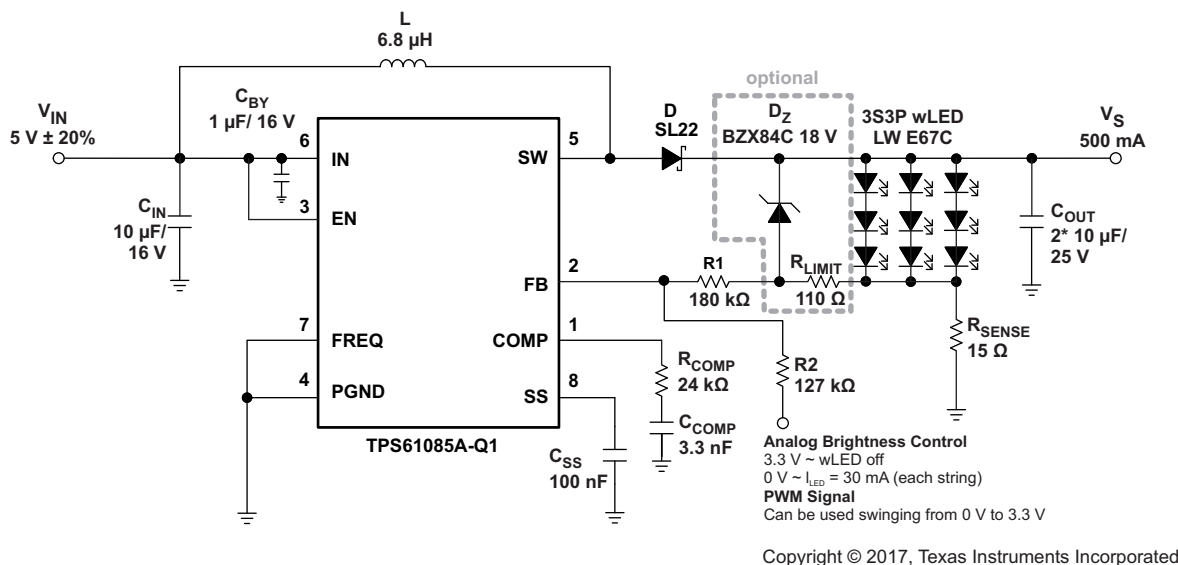 L
6.8 µH
optional
V_IN
5 V ± 20%
C_BY
1 µF/ 16 V
D
SL22
D_Z
BZX84C 18 V
3S3P wLED
LW E67C
V_S
500 mA
6
IN
SW
5
3
EN
C_IN
10 µF/
16 V
C_OUT
2* 10 µF/
25 V
2
FB
R1
180 kΩ
R_LIMIT
110 Ω
R_SENSE
15 Ω
7
FREQ
COMP
1
4
PGND
SS
8
R_COMP
24 kΩ
R2
127 kΩ
C_COMP
3.3 nF
TPS61085A-Q1
C_SS
100 nF
Analog Brightness Control
3.3 V ~ wLED off
0 V ~ I_LED = 30 mA (each string)
PWM Signal
Can be used swinging from 0 V to 3.3 V
Copyright © 2017, Texas Instruments Incorporated